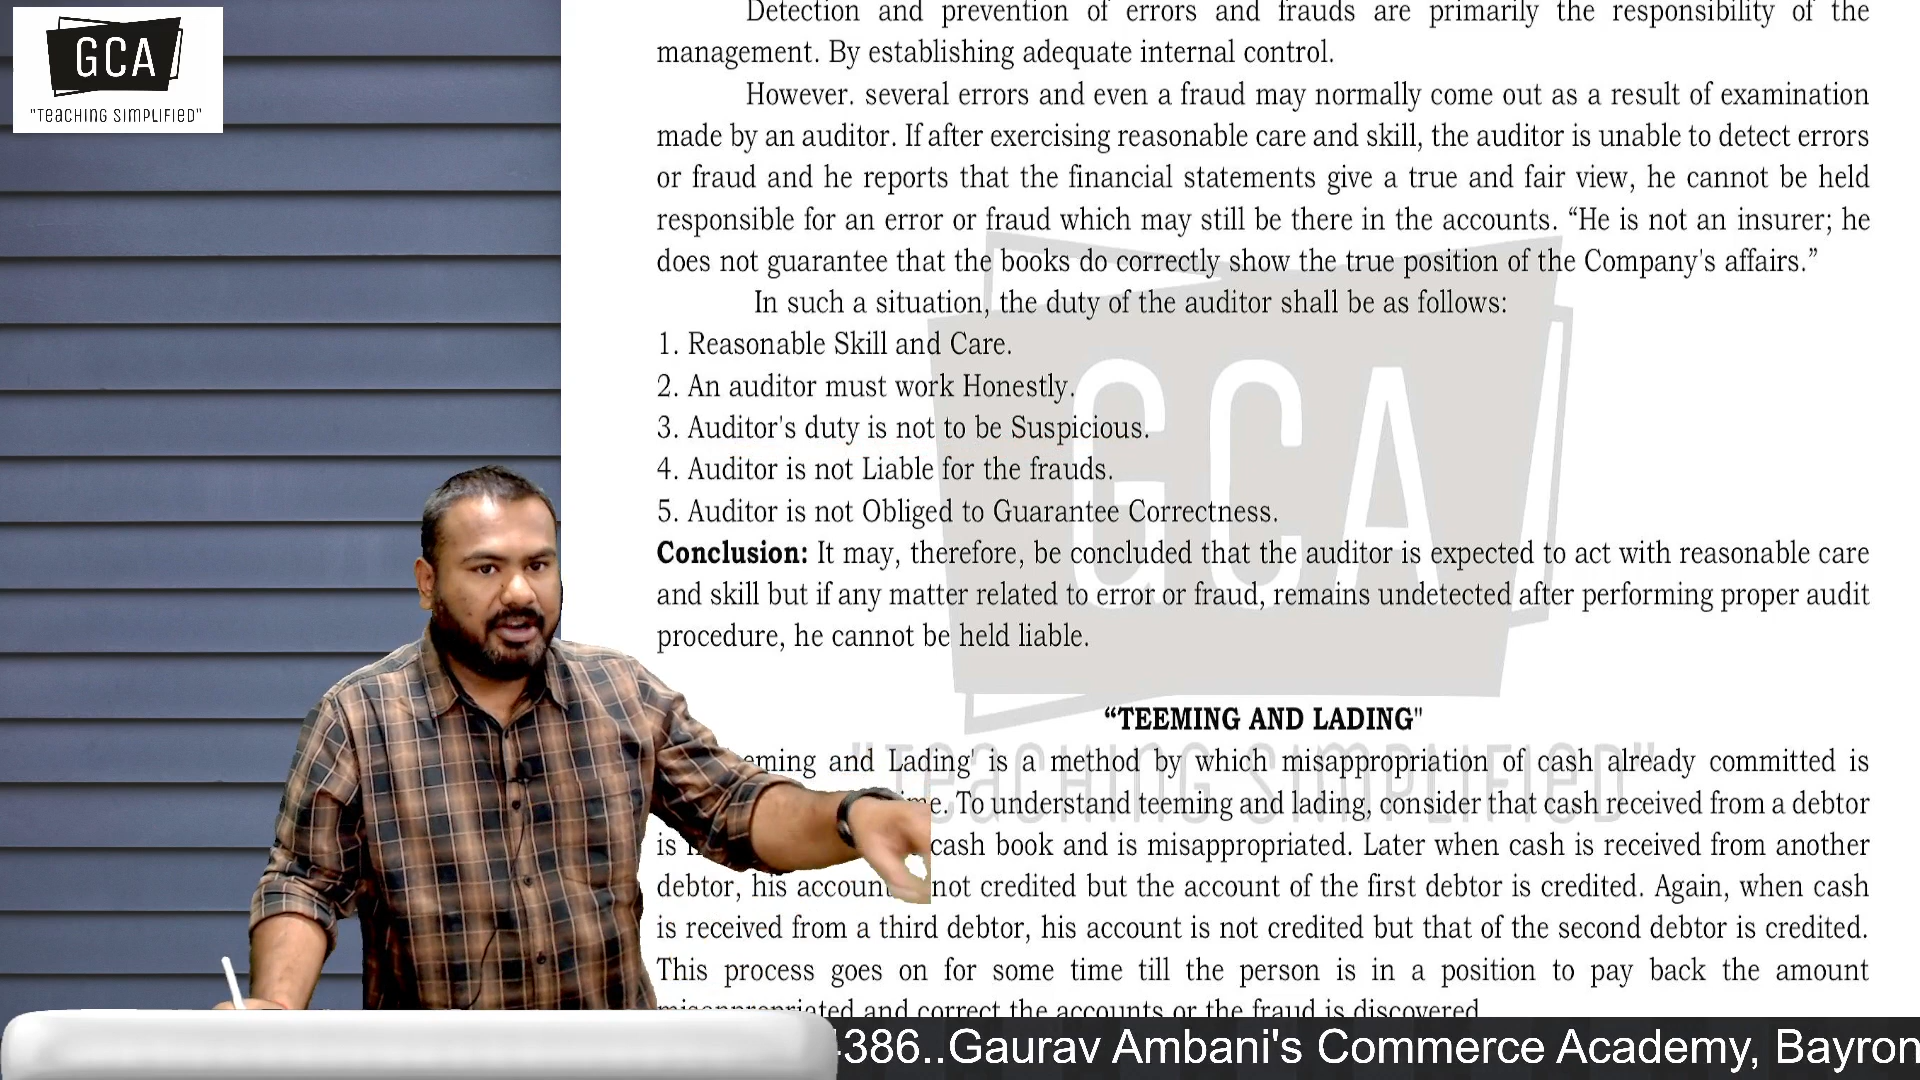 GCA
"Teaching Simplified"
Detection and prevention of errors and frauds are primarily the responsibility of the
management. By establishing adequate internal control.
However. several errors and even a fraud may normally come out as a result of examination
made by an auditor. If after exercising reasonable care and skill, the auditor is unable to detect errors
or fraud and he reports that the financial statements give a true and fair view, he cannot be held
responsible for an error or fraud which may still be there in the accounts. “He is not an insurer; he
does not guarantee that the books do correctly show the true position of the Company's affairs.”
In such a situation, the duty of the auditor shall be as follows:
1. Reasonable Skill and Care.
2. An auditor must work Honestly.
3. Auditor's duty is not to be Suspicious.
4. Auditor is not Liable for the frauds.
5. Auditor is not Obliged to Guarantee Correctness.
Conclusion: It may, therefore, be concluded that the auditor is expected to act with reasonable care
and skill but if any matter related to error or fraud, remains undetected after performing proper audit
procedure, he cannot be held liable.
GCA
"Teaching Simplified"
“TEEMING AND LADING"
and Lading' is a method by which misappropriation of cash already committed is
To understand teeming and lading, consider that cash received from a debtor
is cash book and is misappropriated. Later when cash is received from another
debtor, his not credited but the account of the first debtor is credited. Again, when cash
is received from a third debtor, his account is not credited but that of the second debtor is credited.
This process goes on for some time till the person is in a position to pay back the amount
and correct the accounts or the fraud is discovered
386..Gaurav Ambani's Commerce Academy, Bayron